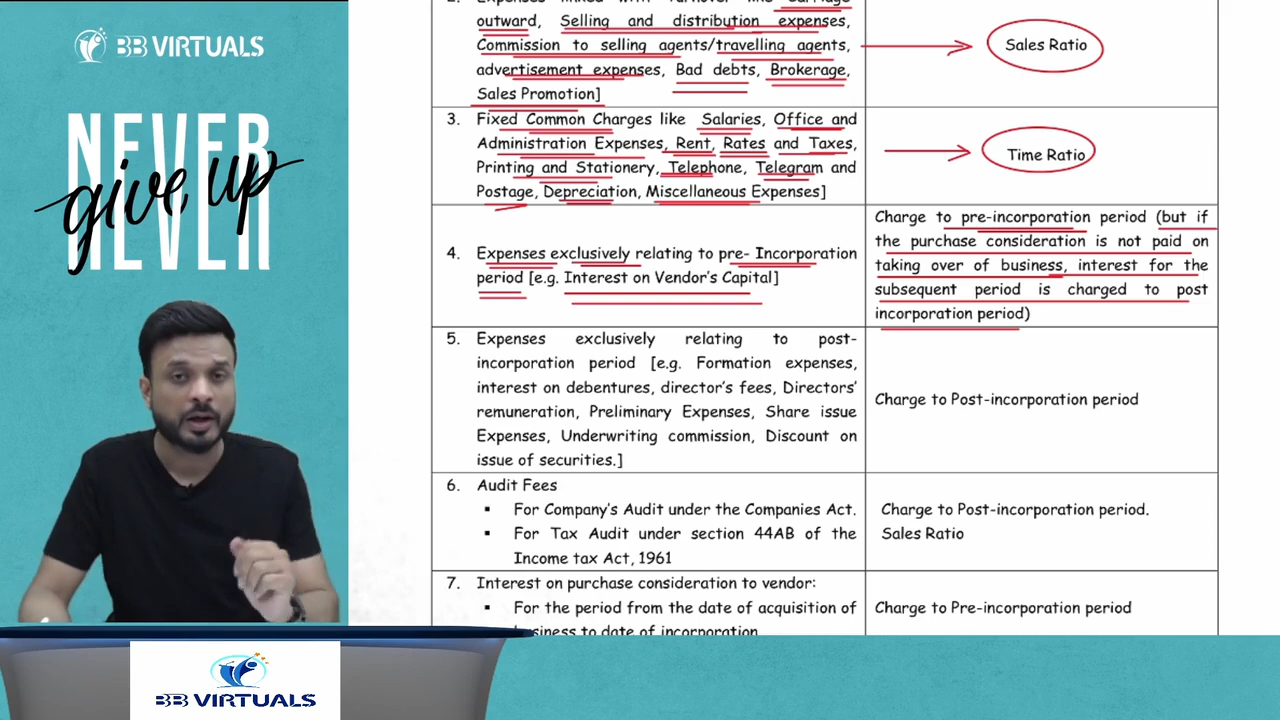 BB VIRTUALS
NEVER
give up
NEVER
BB VIRTUALS
outward, Selling and distribution expenses,
Commission to selling agents/travelling agents,
advertisement expenses, Bad debts, Brokerage,
Sales Promotion]
Sales Ratio
3. Fixed Common Charges like Salaries, Office and
Administration Expenses, Rent, Rates and Taxes,
Printing and Stationery, Telephone, Telegram and
Postage, Depreciation, Miscellaneous Expenses]
Time Ratio
4. Expenses exclusively relating to pre- Incorporation
period [e.g. Interest on Vendor's Capital]
Charge to pre-incorporation period (but if
the purchase consideration is not paid on
taking over of business, interest for the
subsequent period is charged to post
incorporation period)
5. Expenses exclusively relating to post-
incorporation period [e.g. Formation expenses,
interest on debentures, director's fees, Directors'
remuneration, Preliminary Expenses, Share issue
Expenses, Underwriting commission, Discount on
issue of securities.]
Charge to Post-incorporation period
6. Audit Fees
▪ For Company's Audit under the Companies Act.
▪ For Tax Audit under section 44AB of the
Income tax Act, 1961
Charge to Post-incorporation period.
Sales Ratio
7. Interest on purchase consideration to vendor:
▪ For the period from the date of acquisition of
to date of incorporation
Charge to Pre-incorporation period